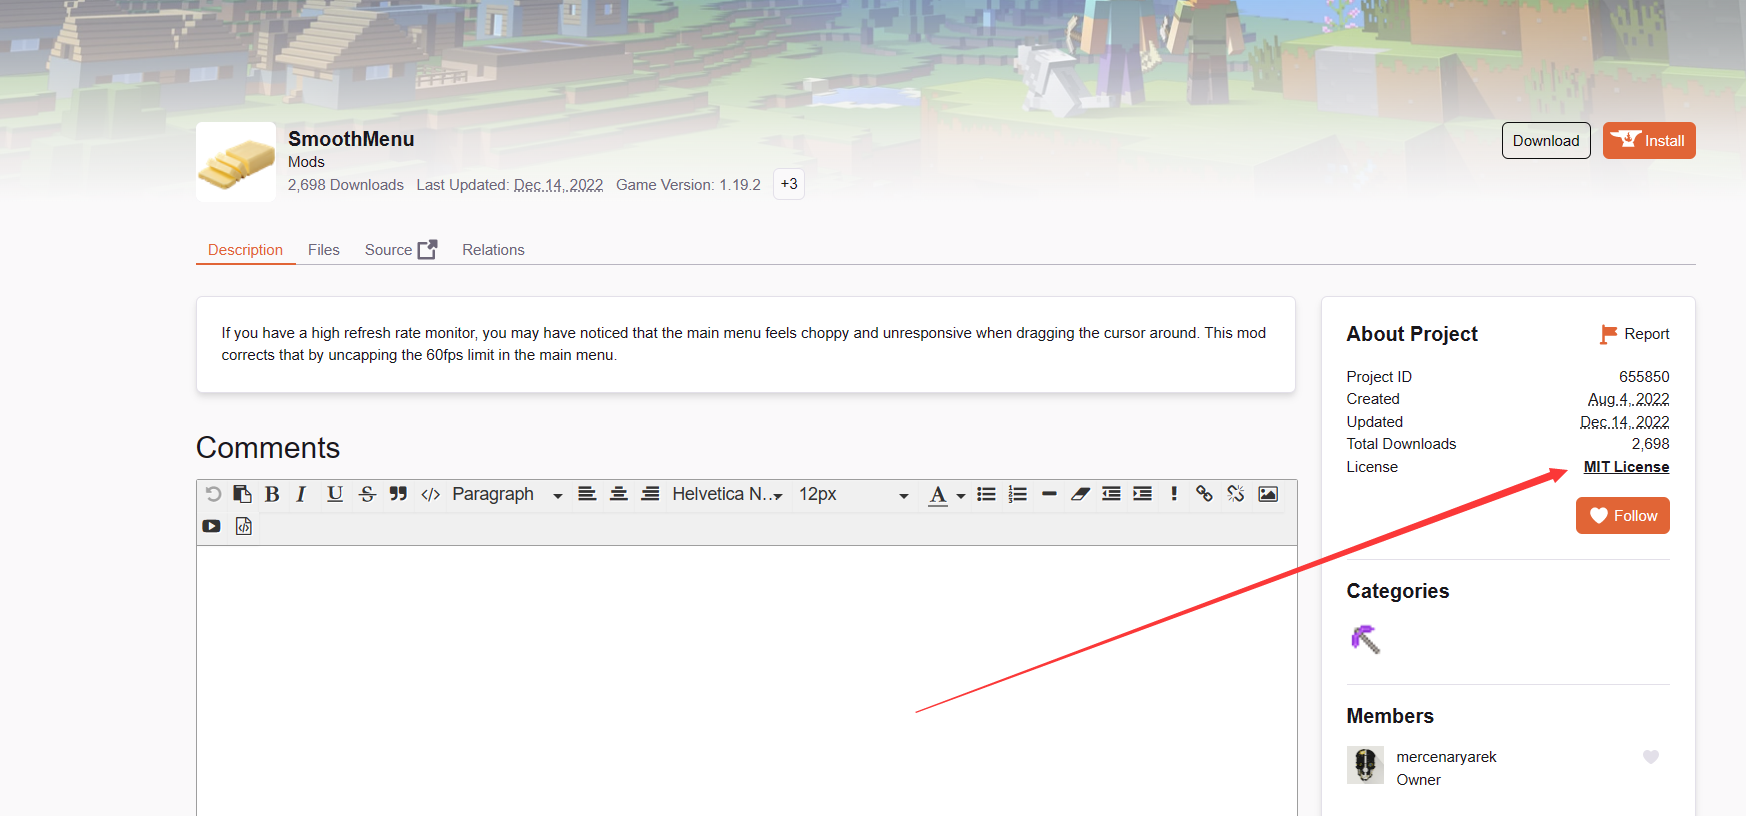 SmoothMenu
Mods
2,698 Downloads Last Updated: Dec 14, 2022 Game Version: 1.19.2 +3
Download Install
Description Files Source Relations
If you have a high refresh rate monitor, you may have noticed that the main menu feels choppy and unresponsive when dragging the cursor around. This mod
corrects that by uncapping the 60fps limit in the main menu.
Comments
B I U S Paragraph Helvetica N... 12px A
About Project Report
Project ID 655850
Created Aug 4, 2022
Updated Dec 14, 2022
Total Downloads 2,698
License MIT License
Follow
Categories
Members
mercenaryarek
Owner